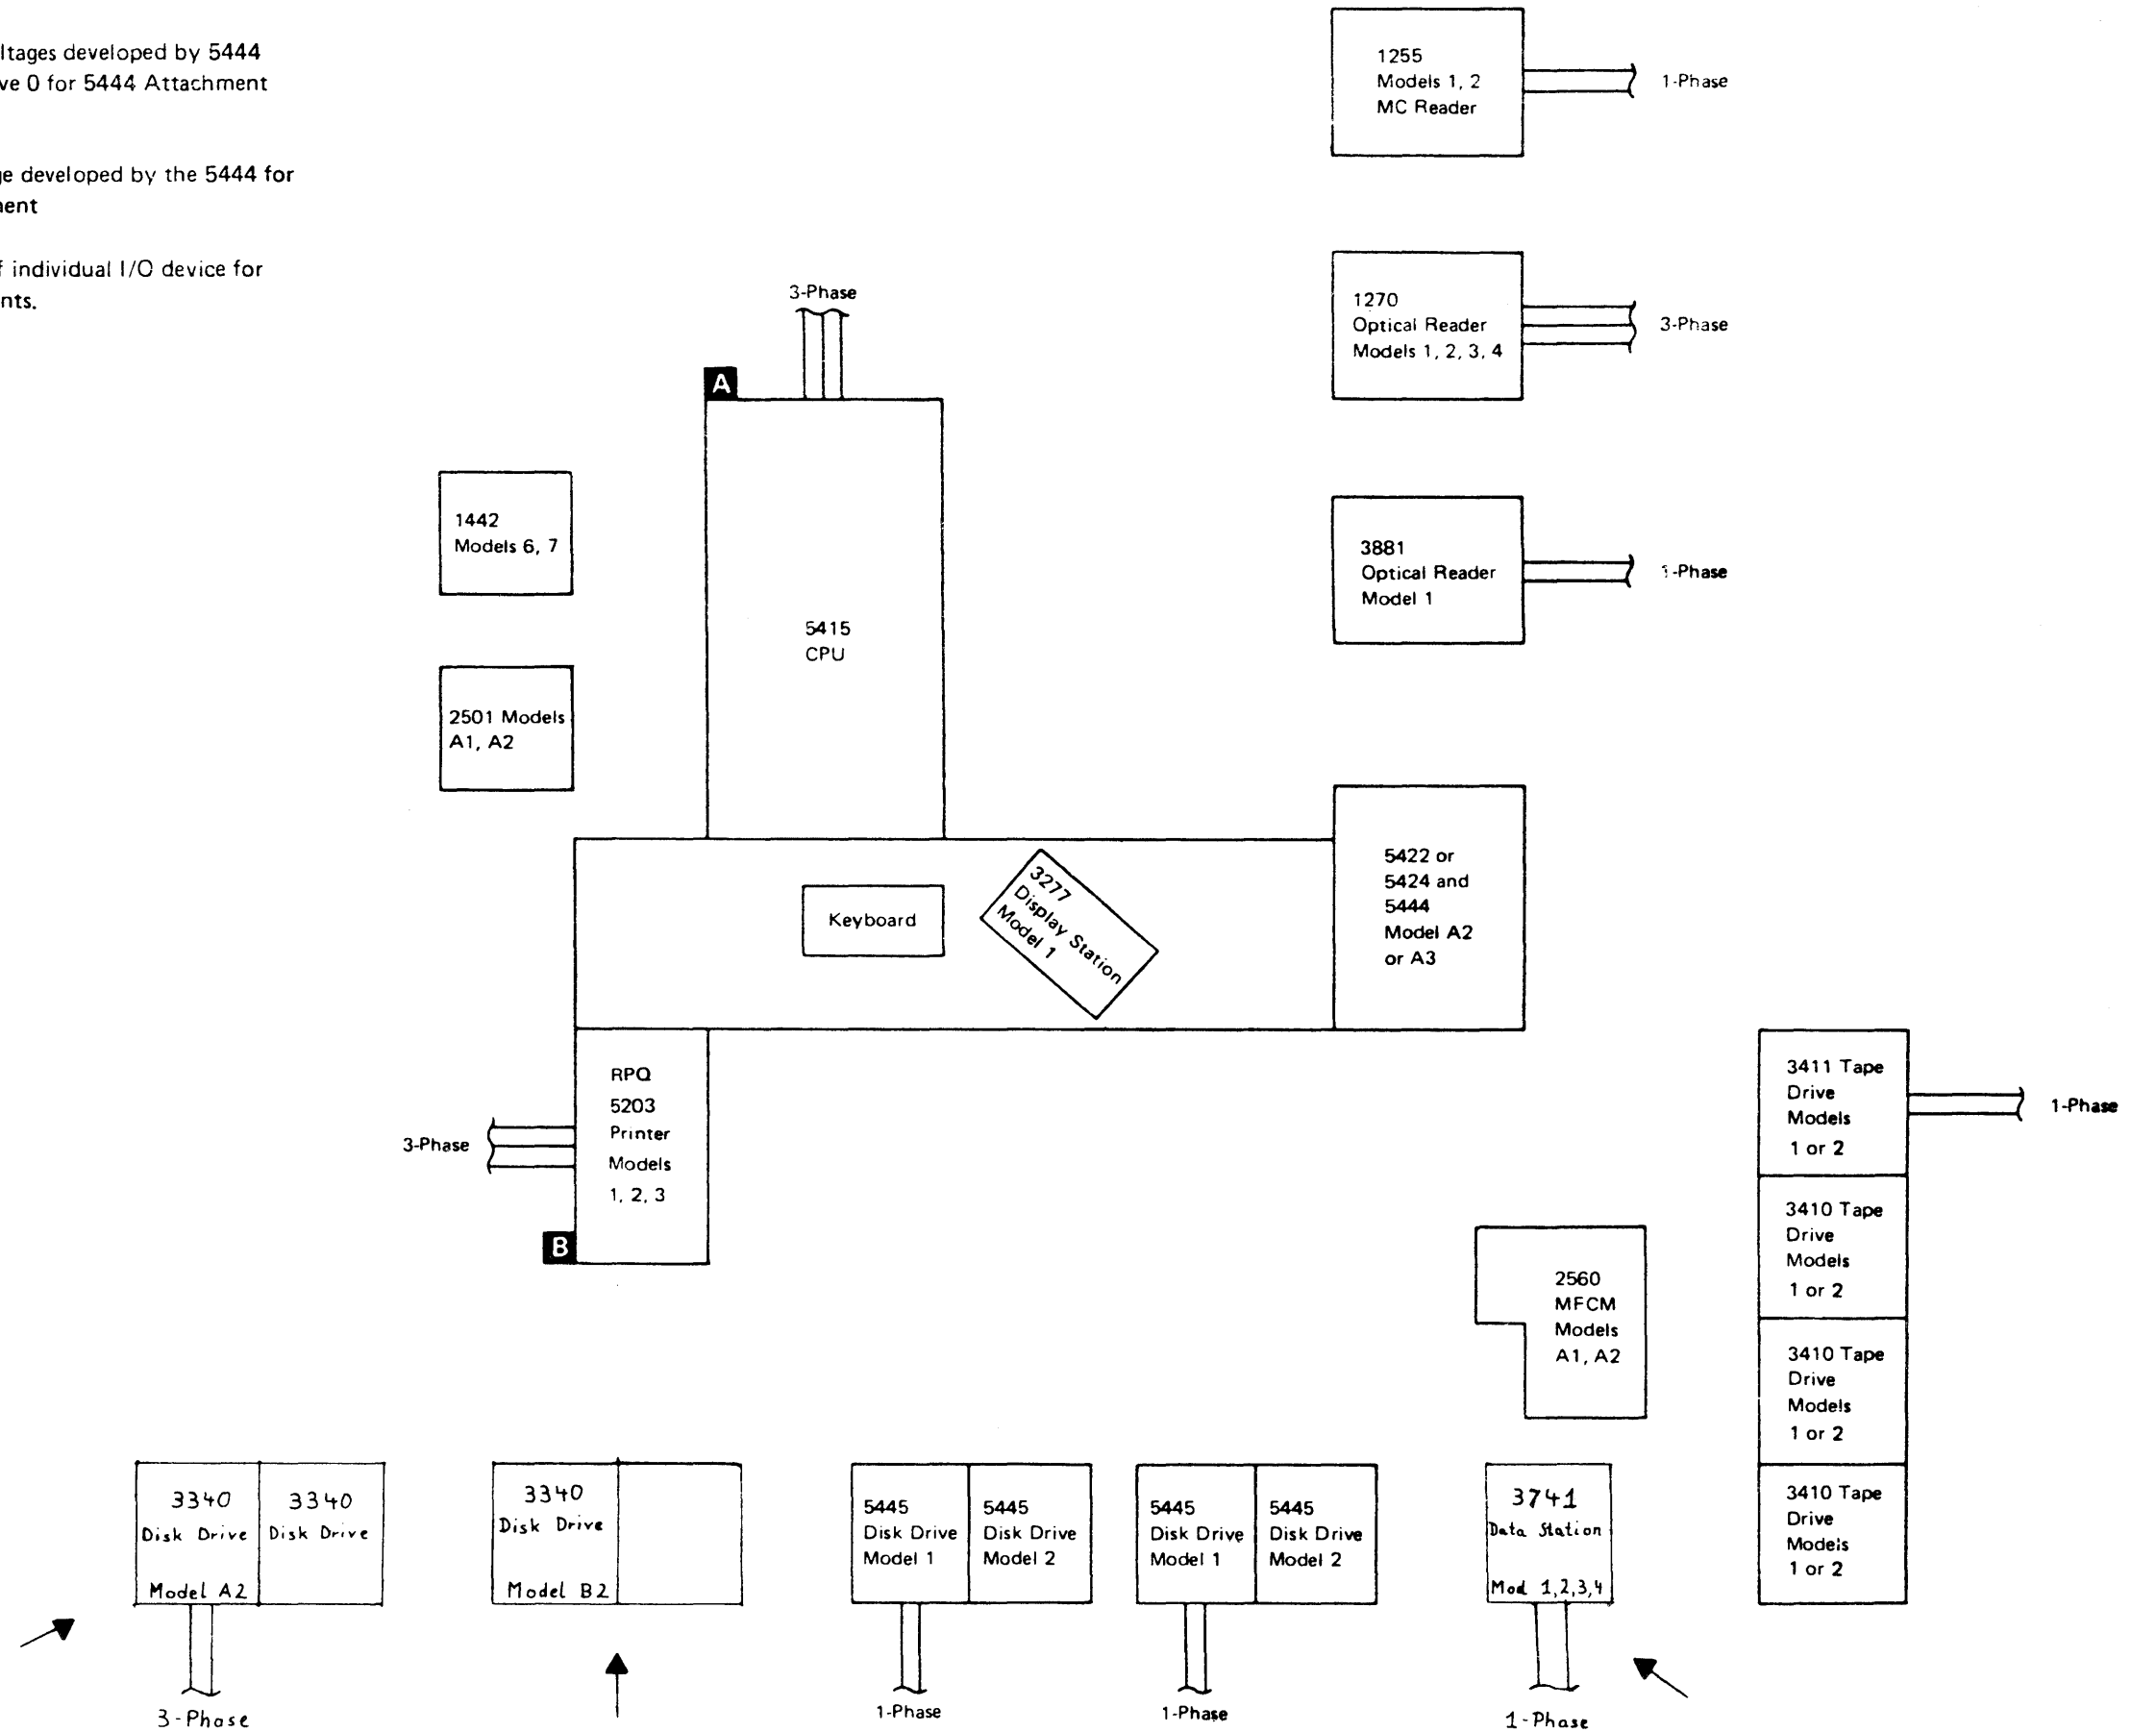 ltages developed by 5444
ve 0 for 5444 Attachment
ge developed by the 5444 for
nent
f individual I/O device for
nts.
1255
Models 1, 2
MC Reader
1-Phase
1270
Optical Reader
Models 1, 2, 3, 4
3-Phase
3-Phase
A
1442
Models 6, 7
3881
Optical Reader
Model 1
1-Phase
5415
CPU
2501 Models
A1, A2
Keyboard
3277
Display Station
Model 1
5422 or
5424 and
5444
Model A2
or A3
RPQ
5203
Printer
Models
1, 2, 3
3-Phase
B
3411 Tape
Drive
Models
1 or 2
1-Phase
3410 Tape
Drive
Models
1 or 2
2560
MFCM
Models
A1, A2
3410 Tape
Drive
Models
1 or 2
3410 Tape
Drive
Models
1 or 2
3340
Disk Drive
Model A2
3340
Disk Drive
3-Phase
3340
Disk Drive
Model B2
5445
Disk Drive
Model 1
5445
Disk Drive
Model 2
1-Phase
5445
Disk Drive
Model 1
5445
Disk Drive
Model 2
1-Phase
3741
Data Station
Mod 1,2,3,4
1-Phase